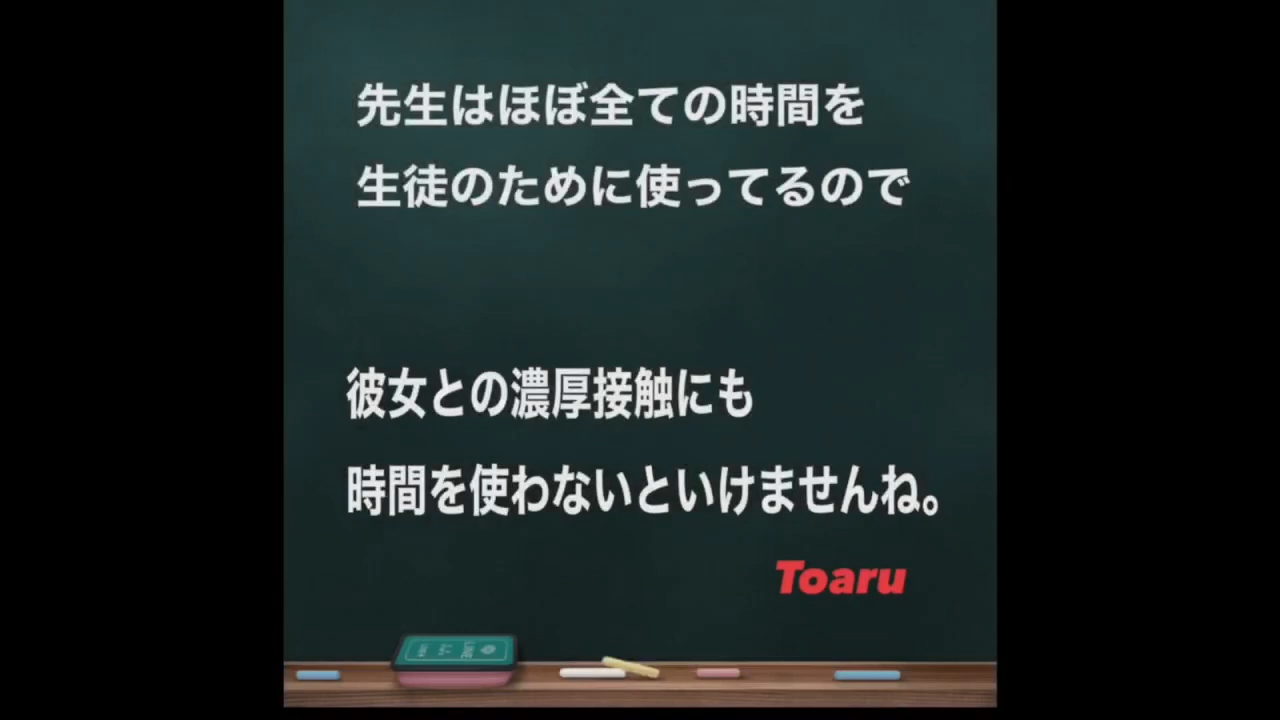 先生はほぼ全ての時間を
生徒のために使ってるので
彼女との濃厚接触にも
時間を使わないといけませんね。
Toaru